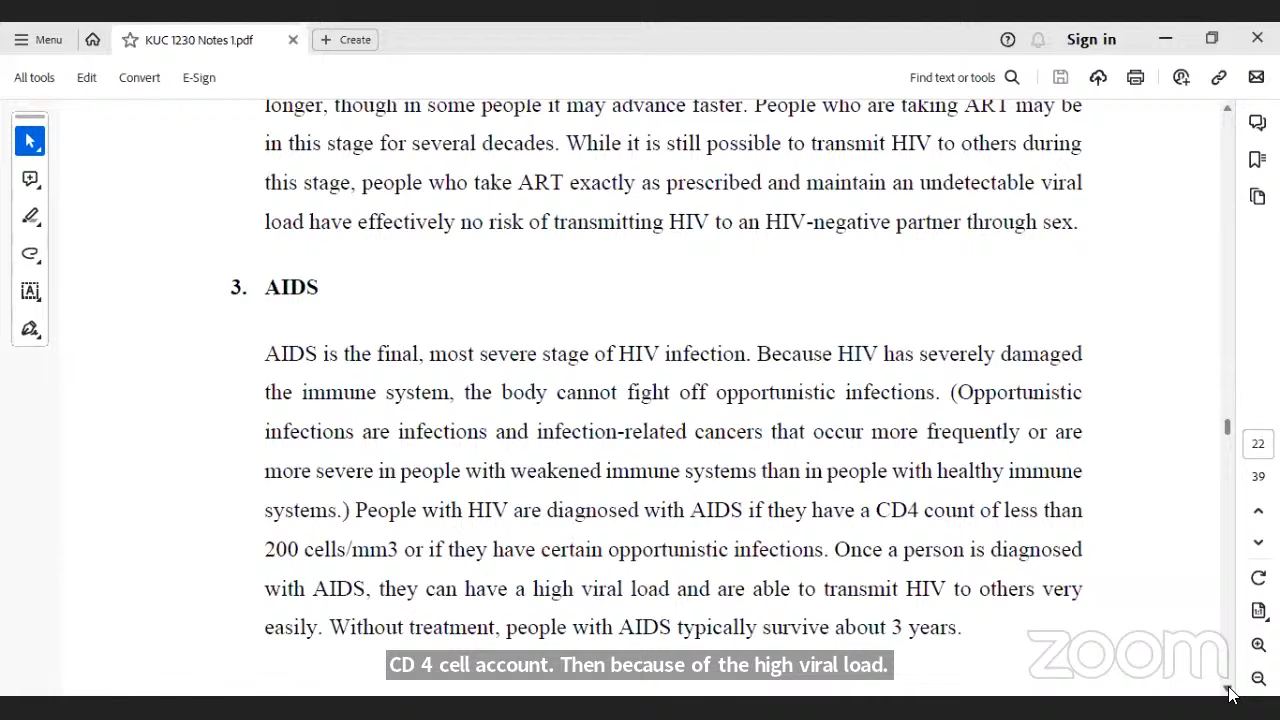 Menu
KUC 1230 Notes 1.pdf
Create
Sign in
All tools
Edit
Convert
E-Sign
Find text or tools
longer, though in some people it may advance faster. People who are taking ART may be
in this stage for several decades. While it is still possible to transmit HIV to others during
this stage, people who take ART exactly as prescribed and maintain an undetectable viral
load have effectively no risk of transmitting HIV to an HIV-negative partner through sex.
3. AIDS
AIDS is the final, most severe stage of HIV infection. Because HIV has severely damaged
the immune system, the body cannot fight off opportunistic infections. (Opportunistic
infections are infections and infection-related cancers that occur more frequently or are
more severe in people with weakened immune systems than in people with healthy immune
systems.) People with HIV are diagnosed with AIDS if they have a CD4 count of less than
200 cells/mm3 or if they have certain opportunistic infections. Once a person is diagnosed
with AIDS, they can have a high viral load and are able to transmit HIV to others very
easily. Without treatment, people with AIDS typically survive about 3 years.
22
39
CD 4 cell account. Then because of the high viral load.
zoom